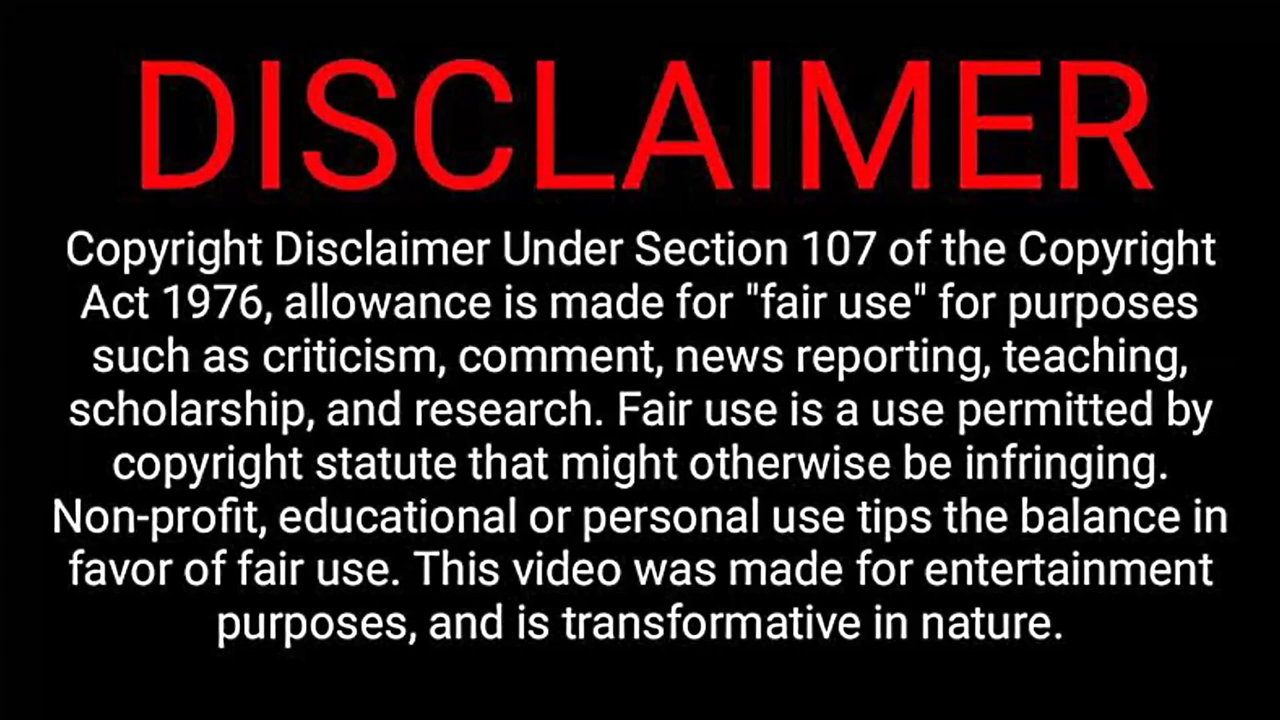 DISCLAIMER
Copyright Disclaimer Under Section 107 of the Copyright
Act 1976, allowance is made for "fair use" for purposes
such as criticism, comment, news reporting, teaching,
scholarship, and research. Fair use is a use permitted by
copyright statute that might otherwise be infringing.
Non-profit, educational or personal use tips the balance in
favor of fair use. This video was made for entertainment
purposes, and is transformative in nature.